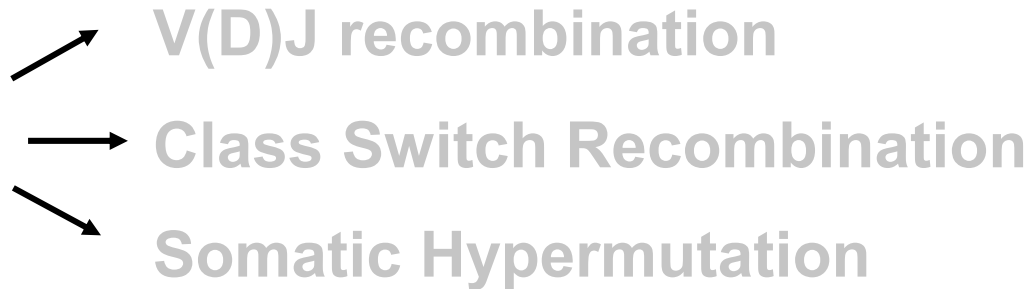 V(D)J recombination
Class Switch Recombination
Somatic Hypermutation